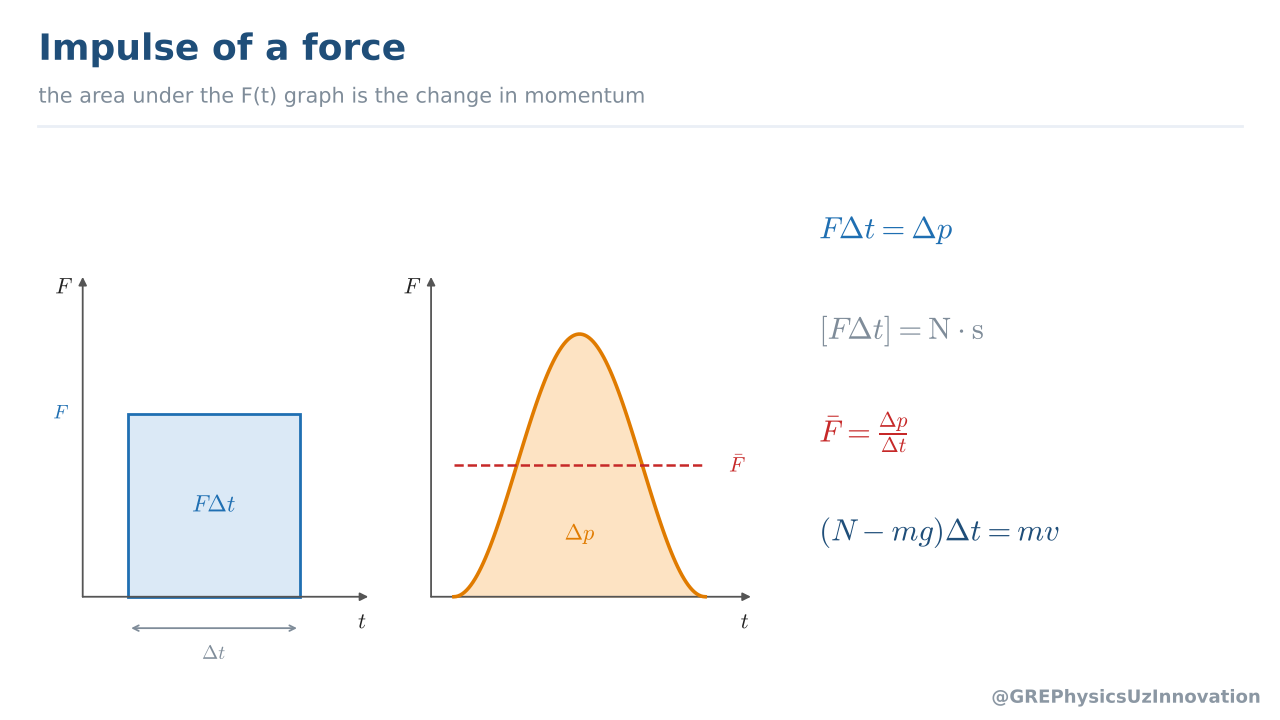 Impulse of a force
the area under the F(t) graph is the change in momentum
F
F
FΔt
t
Δt
F
F̄
Δp
t
FΔt = Δp
[FΔt] = N · s
F̄ = Δp/Δt
(N − mg)Δt = mv
@GREPhysicsUzInnovation